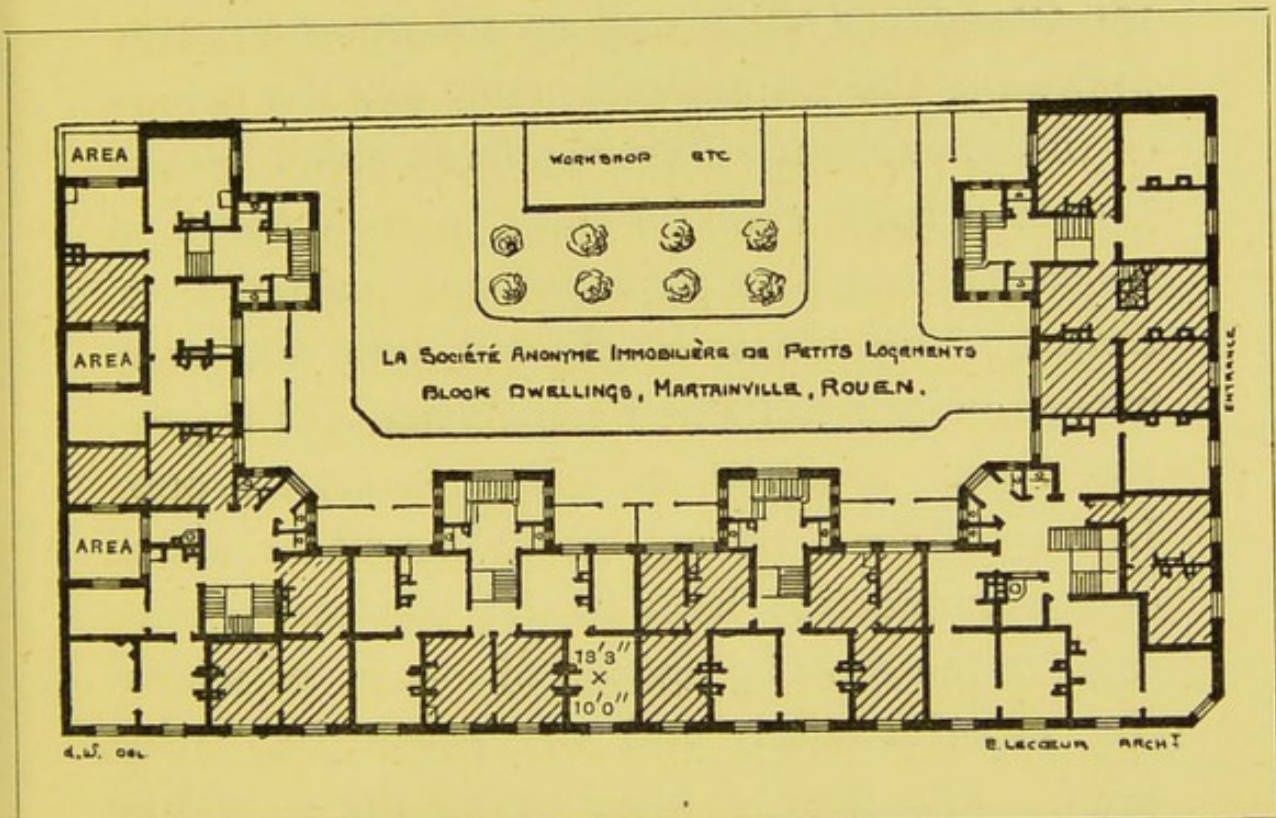 AREA
WORKSHOP ETC
AREA
LA SOCIÉTÉ ANONYME IMMOBILIÈRE DE PETITS LOGEMENTS
BLOCK DWELLINGS, MARTAINVILLE, ROUEN.
ENTRANCE
AREA
13'3"
×
10'0"
d.W. DEL.
E. LECŒUR ARCHT